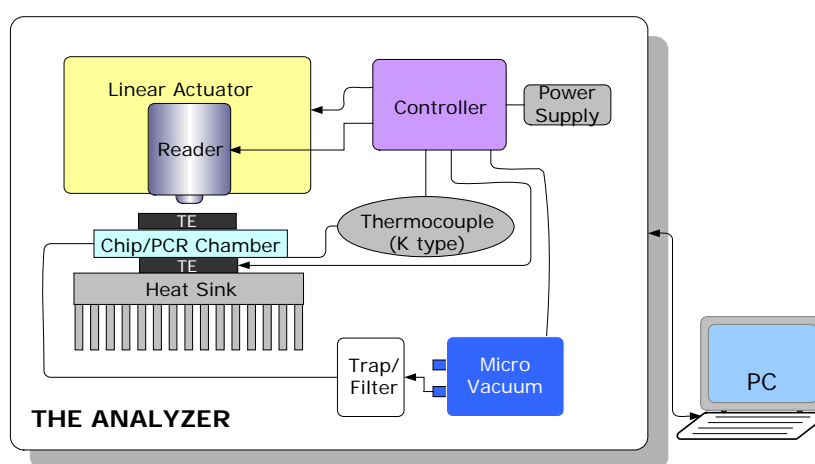 Linear Actuator
Reader
Controller
Power
Supply
TE
Chip/PCR Chamber
TE
Heat Sink
Thermocouple
(K type)
Trap/
Filter
Micro
Vacuum
THE ANALYZER
PC